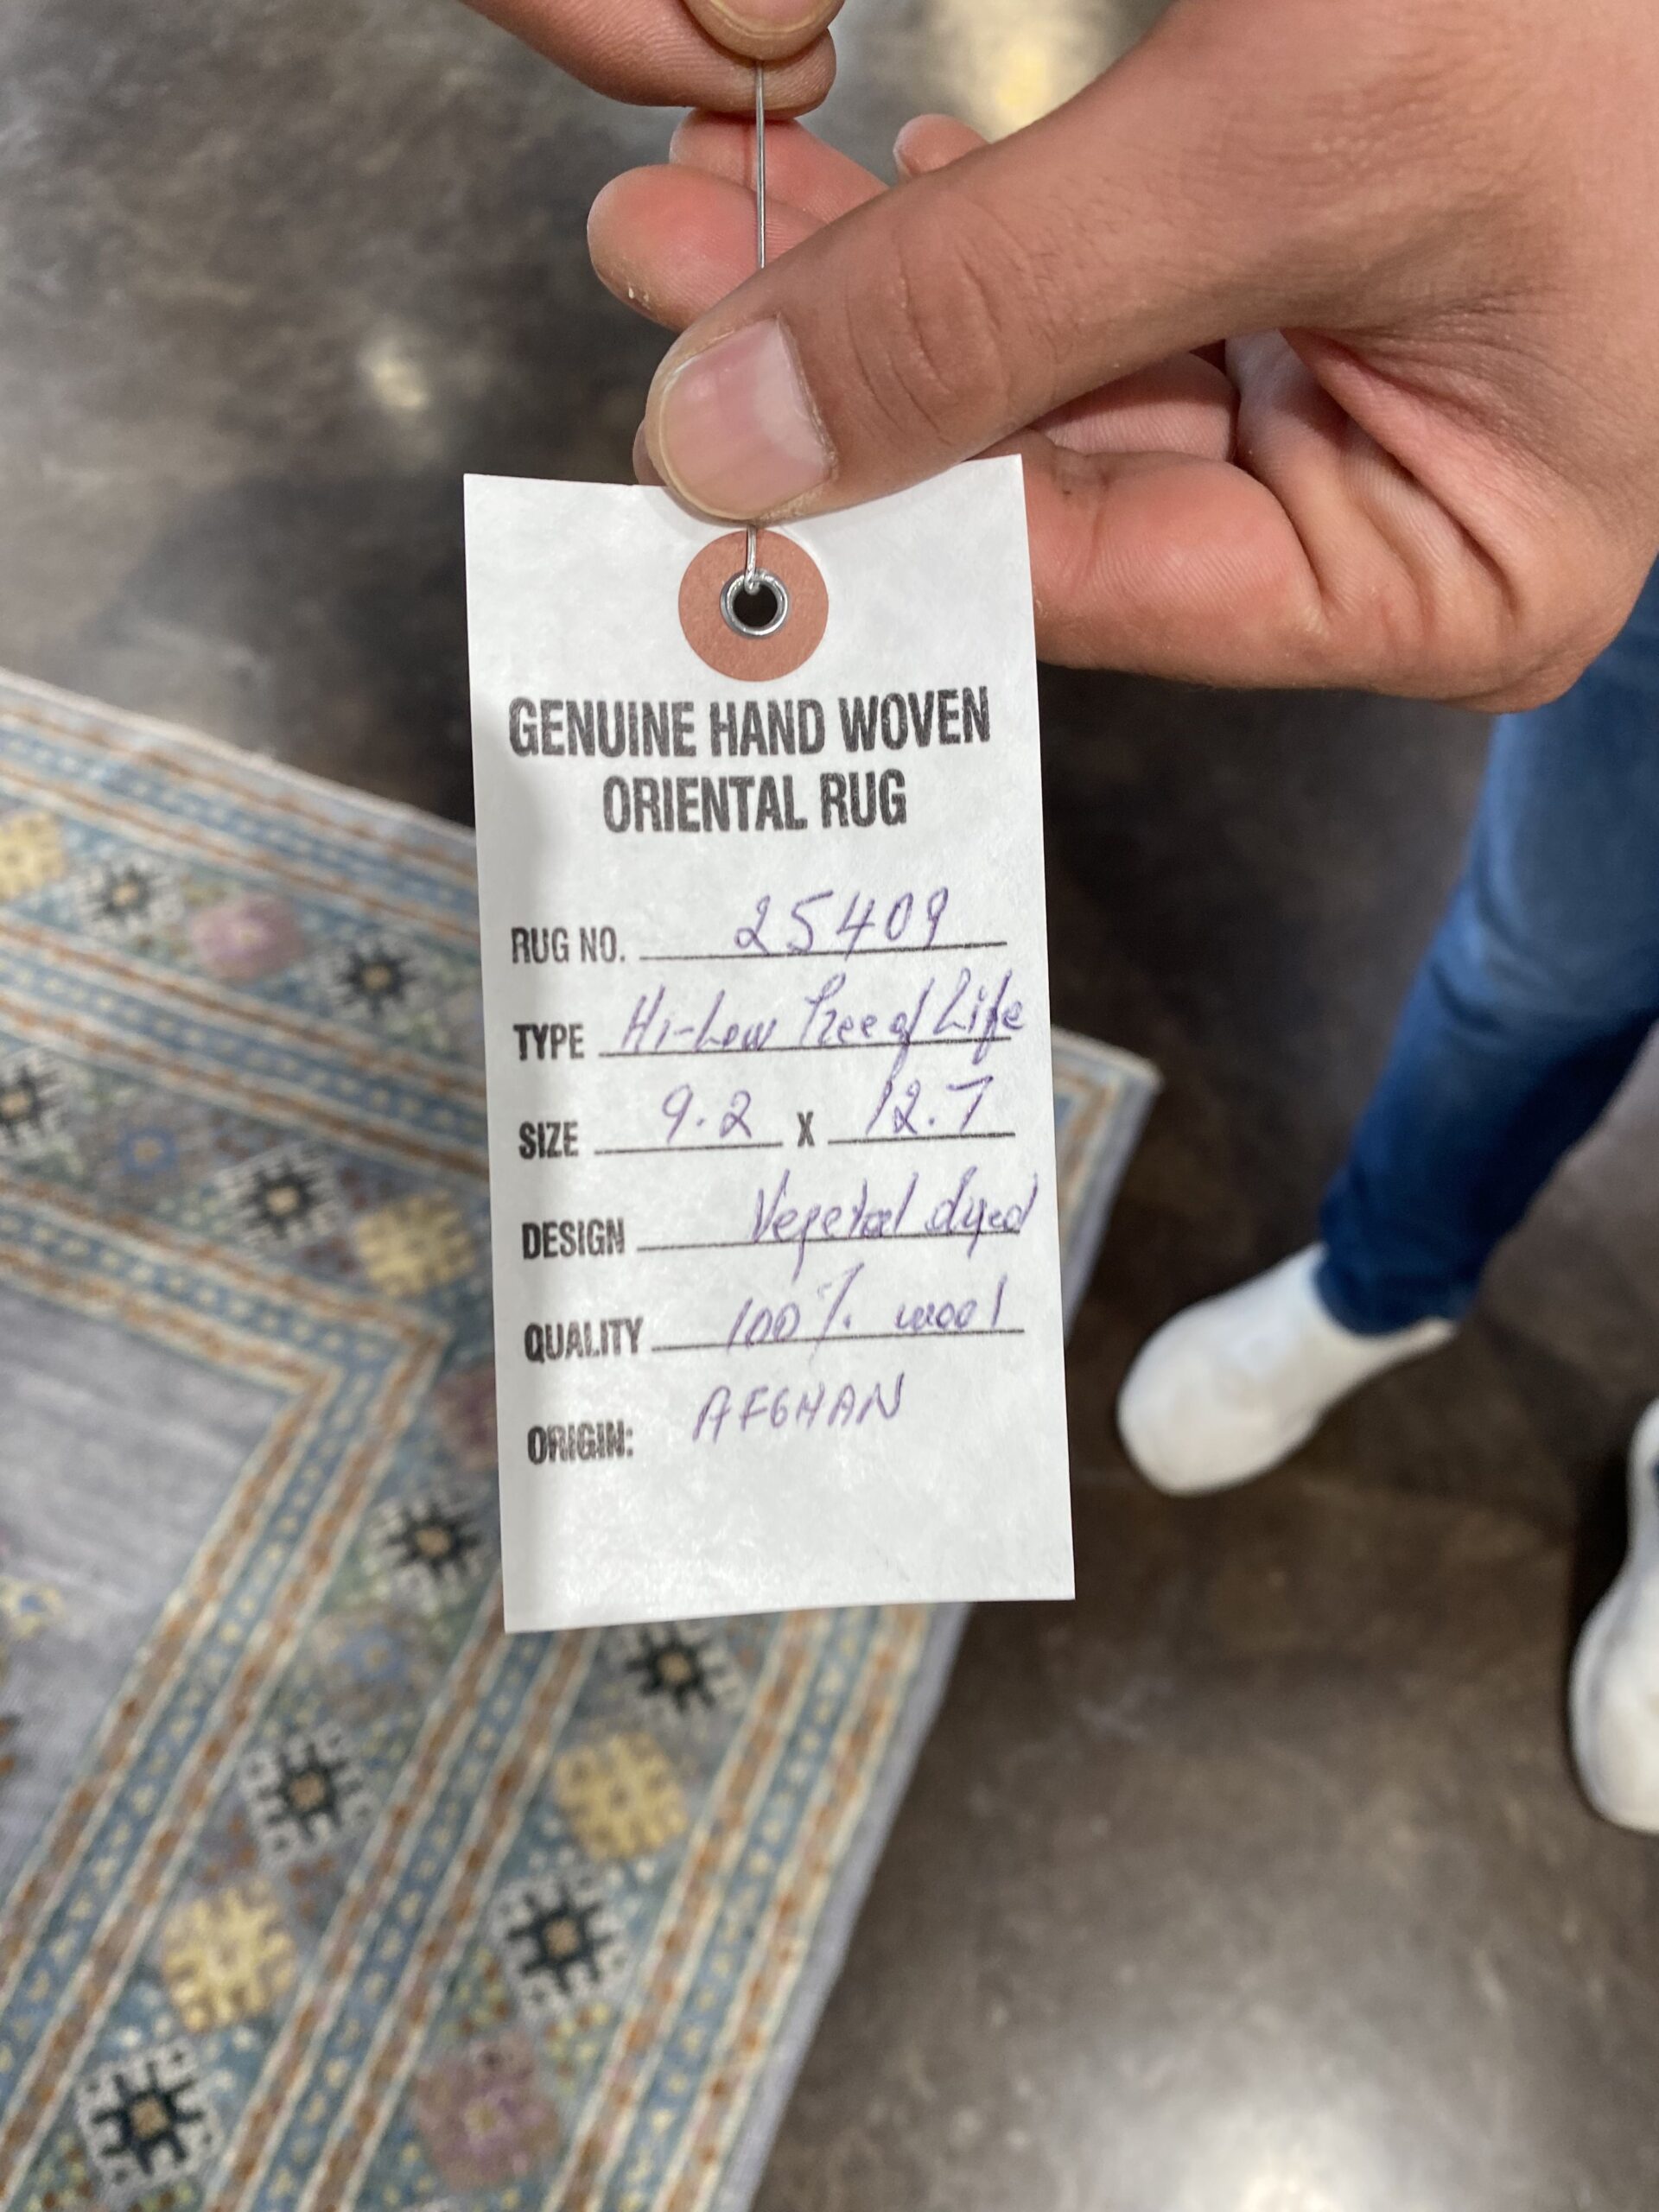 GENUINE HAND WOVEN
ORIENTAL RUG
RUG NO. 25409
TYPE Hi-Low Tree of Life
SIZE 9.2 X 12.7
DESIGN Vegetal dyed
QUALITY 100% wool
ORIGIN: AFGHAN